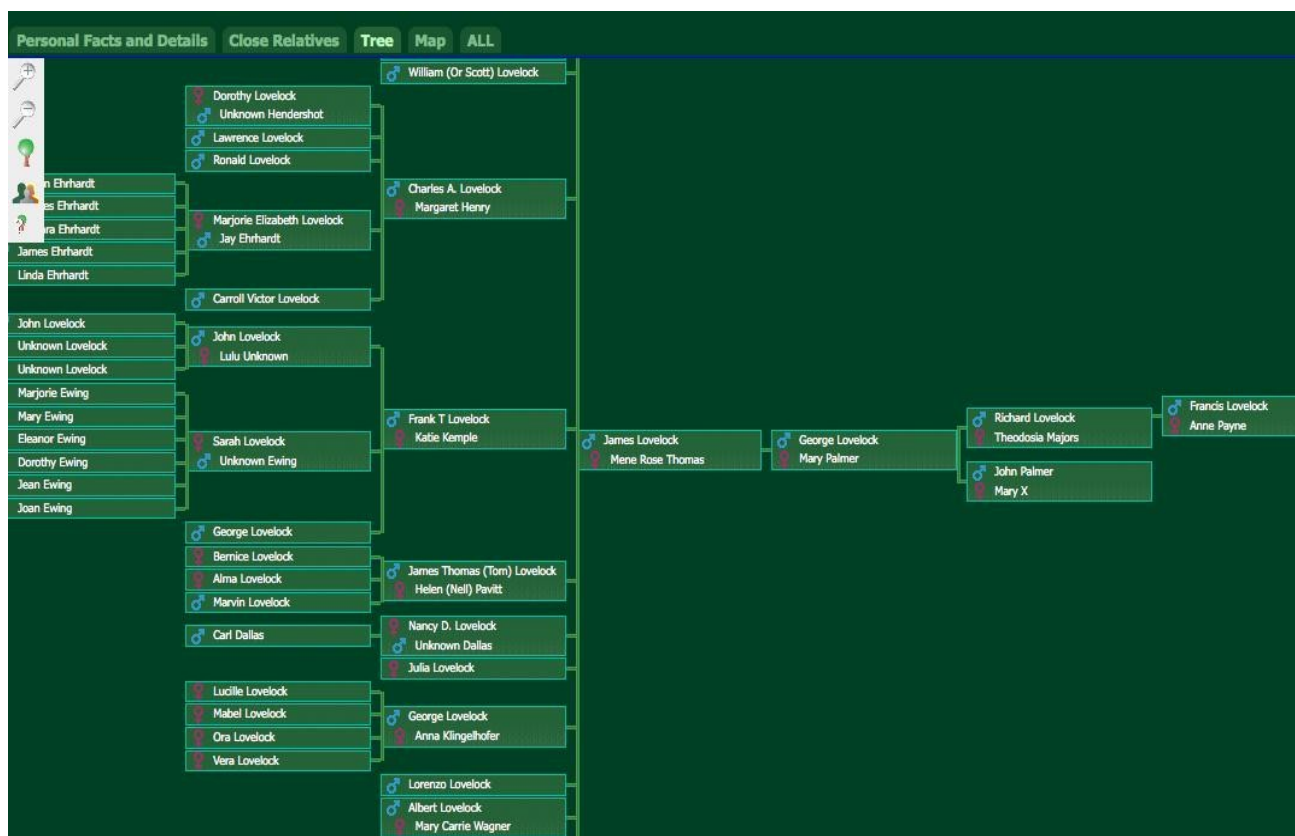 Personal Facts and Details Close Relatives Tree Map ALL
William (Or Scott) Lovelock
Dorothy Lovelock
Unknown Hendershot
Lawrence Lovelock
Ronald Lovelock
Ehrhardt
Charles A. Lovelock
Margaret Henry
Ehrhardt
Marjorie Elizabeth Lovelock
Jay Ehrhardt
Ehrhardt
James Ehrhardt
Linda Ehrhardt
Carroll Victor Lovelock
John Lovelock
Unknown Lovelock
Unknown Lovelock
John Lovelock
Lulu Unknown
Marjorie Ewing
Mary Ewing
Eleanor Ewing
Dorothy Ewing
Jean Ewing
Joan Ewing
Sarah Lovelock
Unknown Ewing
Frank T Lovelock
Katie Kemple
James Lovelock
Mene Rose Thomas
George Lovelock
Mary Palmer
Richard Lovelock
Theodosia Majors
Francis Lovelock
Anne Payne
John Palmer
Mary X
George Lovelock
Bernice Lovelock
Alma Lovelock
Marvin Lovelock
James Thomas (Tom) Lovelock
Helen (Nell) Pavitt
Carl Dallas
Nancy D. Lovelock
Unknown Dallas
Julia Lovelock
Lucille Lovelock
Mabel Lovelock
Ora Lovelock
Vera Lovelock
George Lovelock
Anna Klingelhofer
Lorenzo Lovelock
Albert Lovelock
Mary Carrie Wagner